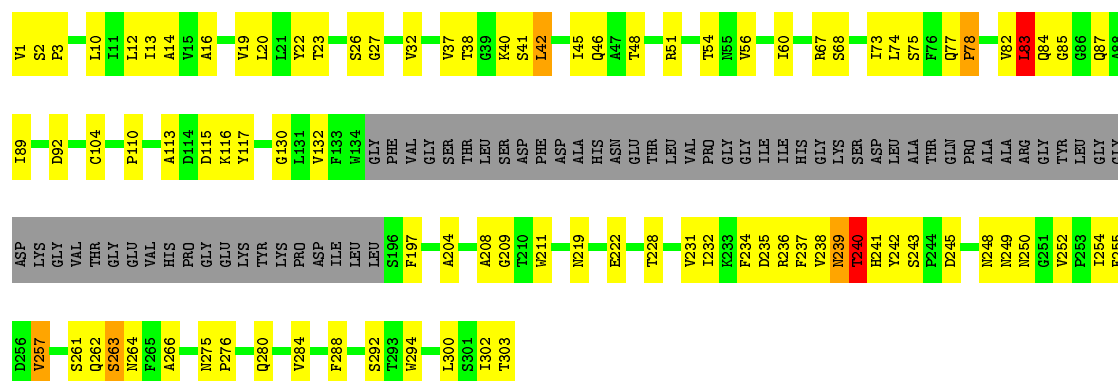 V1 S2 P3 L10 I11 L12 I13 A14 V15 A16 V19 L20 L21 Y22 T23 S26 G27 V32 V37 T38 G39 K40 S41 L42 I45 Q46 A47 T48 R51 T54 N55 V56 I60 R67 S68 I73 L74 S75 F76 Q77 P78 V82 L83 Q84 G85 G86 Q87 A88
I89 D92 C104 P110 A113 D114 D115 K116 Y117 G130 L131 V132 F133 W134 GLY PHE VAL GLY SER THR LEU SER ASP PHE ASP ALA HIS ASN GLU THR LEU VAL PRO GLY GLY ILE ILE HIS GLY LYS SER ASP LEU ALA THR GLN PRO ALA ALA ARG GLY TYR LEU GLY GLY
ASP LYS GLY VAL THR GLY GLU VAL HIS PRO GLY GLU LYS TYR LYS PRO ASP ILE LEU LEU S196 F197 A204 A208 G209 T210 W211 N219 E222 T228 V231 I232 K233 F234 D235 R236 F237 V238 N239 T240 H241 Y242 S243 P244 D245 N248 N249 N250 G251 V252 P253 I254 F255
D256 V257 S261 Q262 S263 N264 F265 A266 N275 P276 Q280 V284 F288 S292 T293 W294 L300 S301 I302 T303